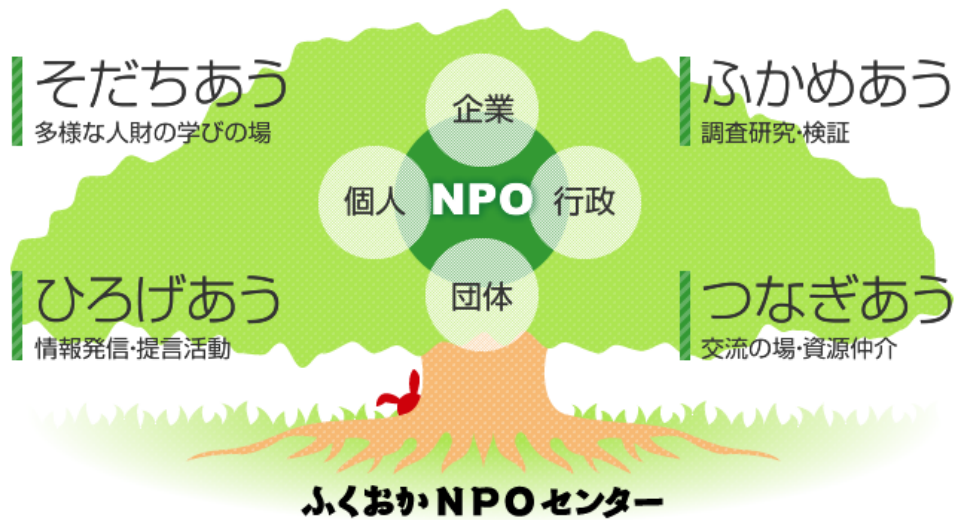 そだちあう
多様な人財の学びの場
ふかめあう
調査研究・検証
企業
個人
NPO
行政
団体
ひろげあう
情報発信・提言活動
つなぎあう
交流の場・資源仲介
ふくおかNPOセンター